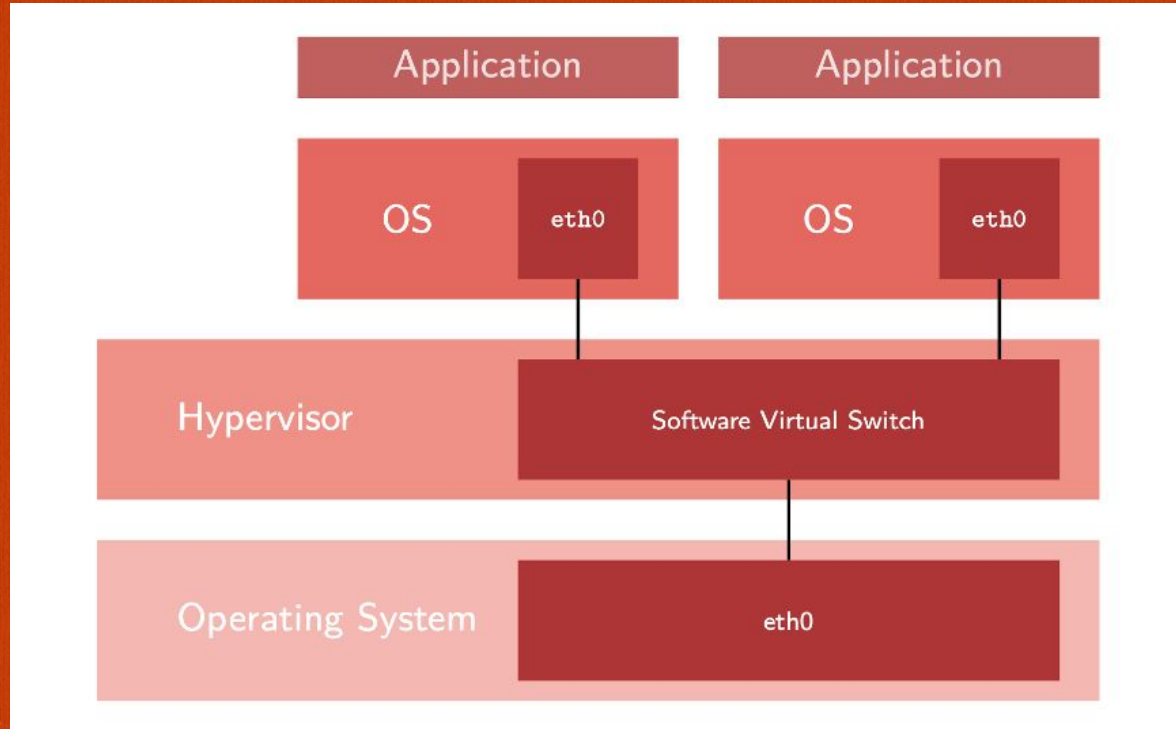 Application
Application
OS
eth0
OS
eth0
Hypervisor
Software Virtual Switch
Operating System
eth0